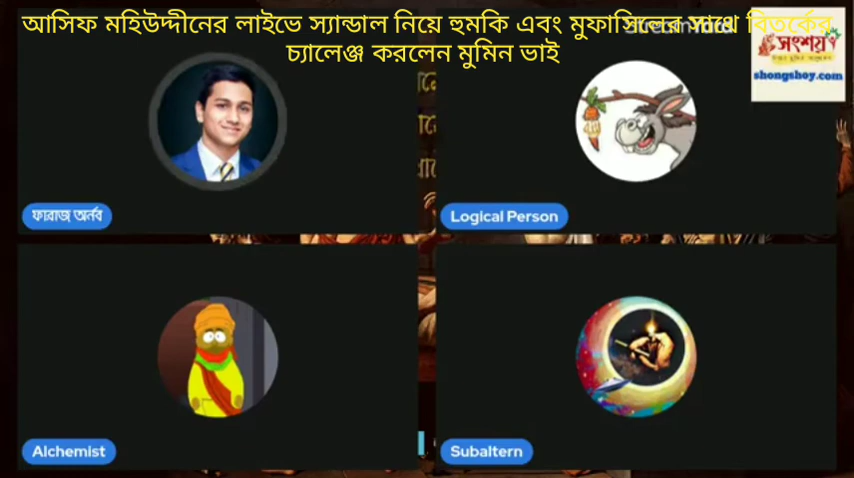 আসিফ মহিউদ্দীনের লাইভে স্যান্ডাল নিয়ে হুমকি এবং মুফাসিলের সাথে বিতর্কের
চ্যালেঞ্জ করলেন মুমিন ভাই
সংশয়
shongshoy.com
ফারাজ অর্নব
Logical Person
Alchemist
Subaltern